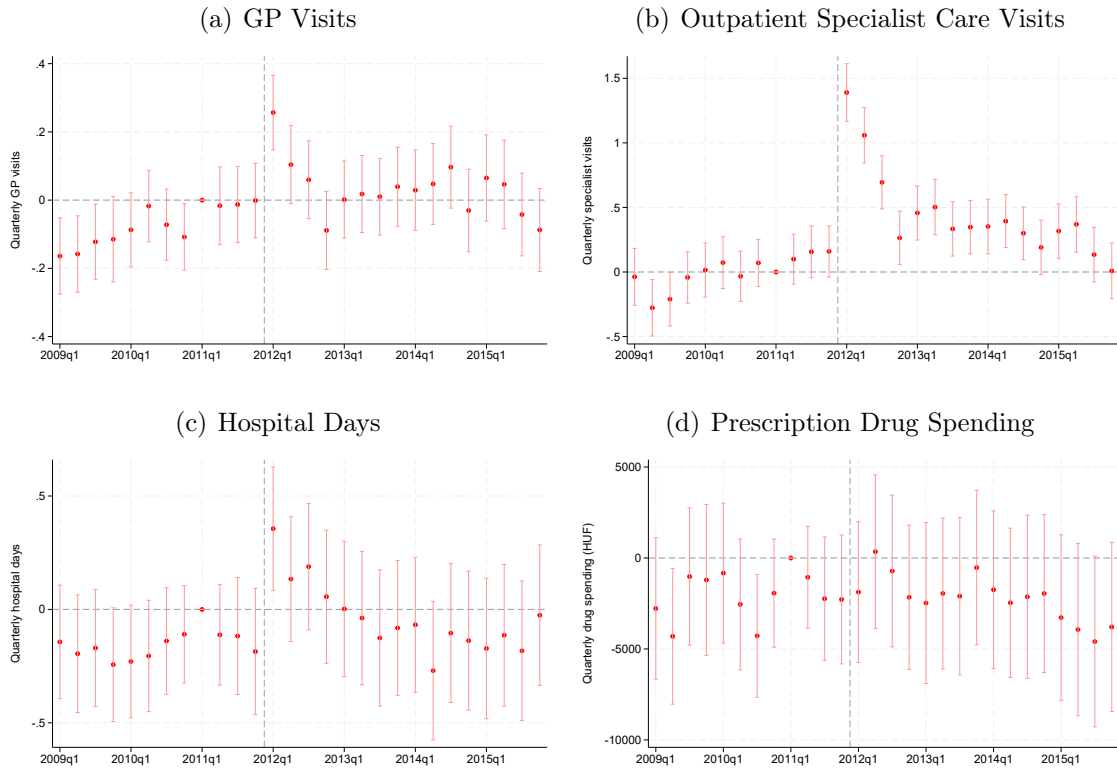 (a) GP Visits
Quarterly GP visits
.4
.2
0
-.2
-.4
2009q1 2010q1 2011q1 2012q1 2013q1 2014q1 2015q1
(b) Outpatient Specialist Care Visits
Quarterly specialist visits
1.5
1
.5
0
-.5
2009q1 2010q1 2011q1 2012q1 2013q1 2014q1 2015q1
(c) Hospital Days
Quarterly hospital days
.5
0
-.5
2009q1 2010q1 2011q1 2012q1 2013q1 2014q1 2015q1
(d) Prescription Drug Spending
Quarterly drug spending (HUF)
5000
0
-5000
-10000
2009q1 2010q1 2011q1 2012q1 2013q1 2014q1 2015q1